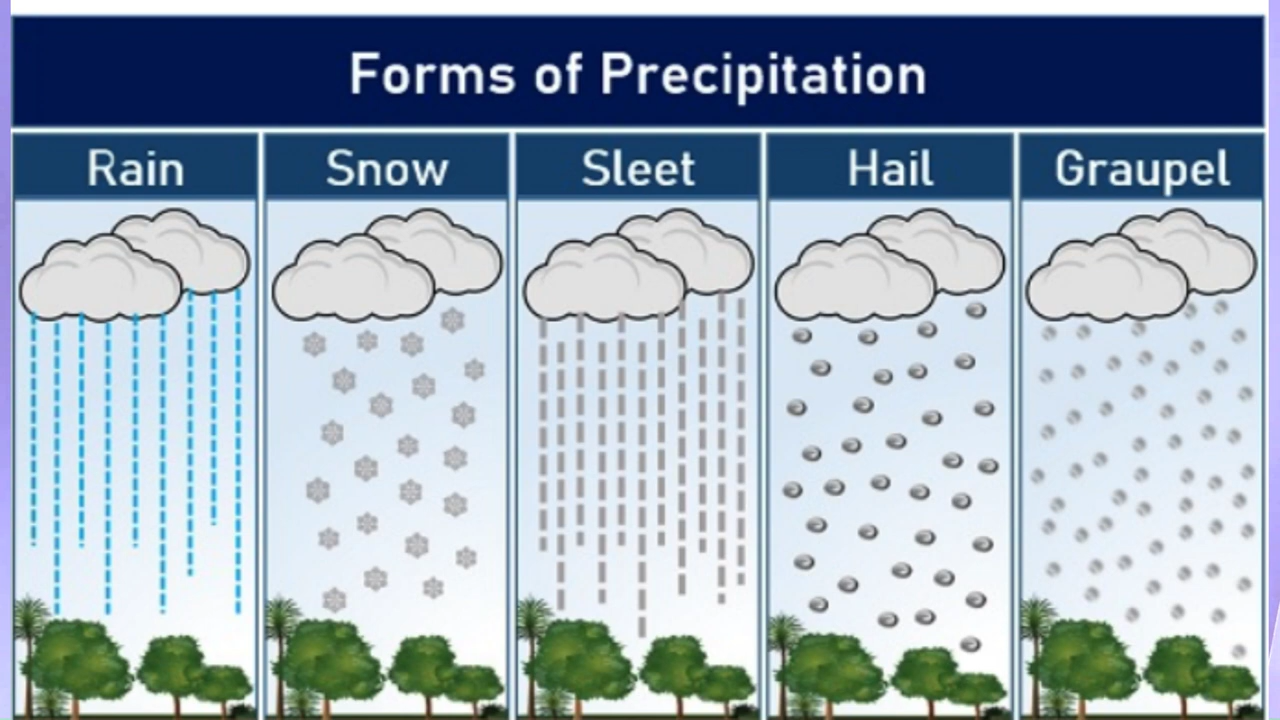 Forms of Precipitation
Rain
Snow
Sleet
Hail
Graupel